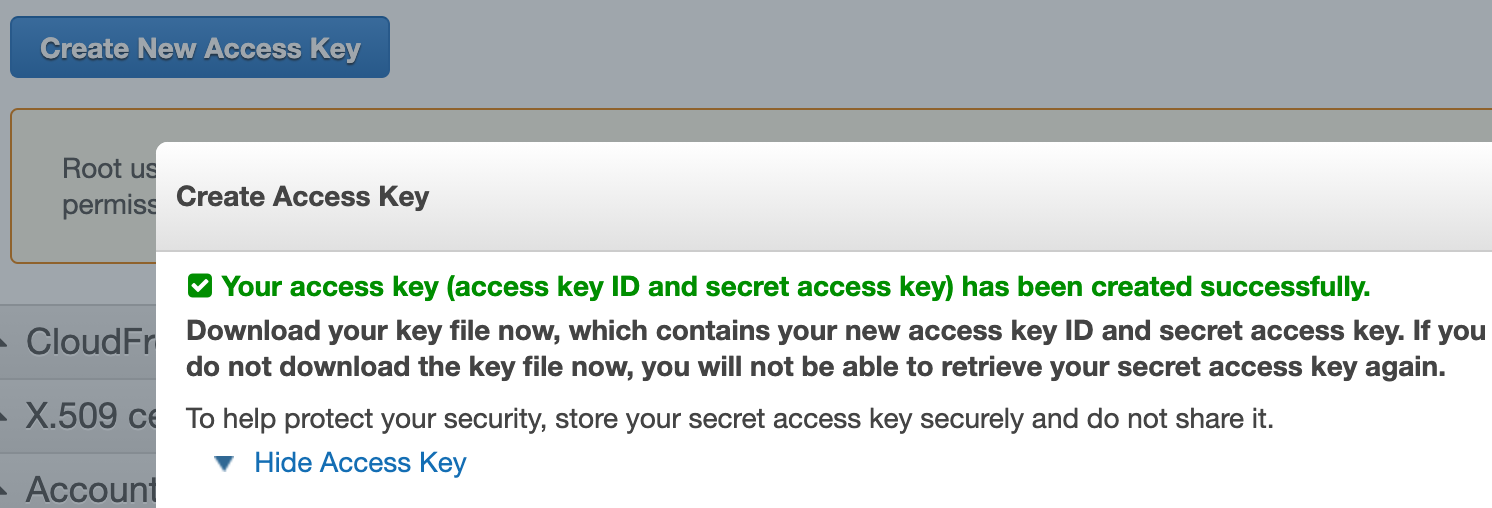 Create New Access Key
Root us
permiss
Create Access Key
Your access key (access key ID and secret access key) has been created successfully.
Download your key file now, which contains your new access key ID and secret access key. If you
do not download the key file now, you will not be able to retrieve your secret access key again.
CloudFr
To help protect your security, store your secret access key securely and do not share it.
X.509 ce
Hide Access Key
Account